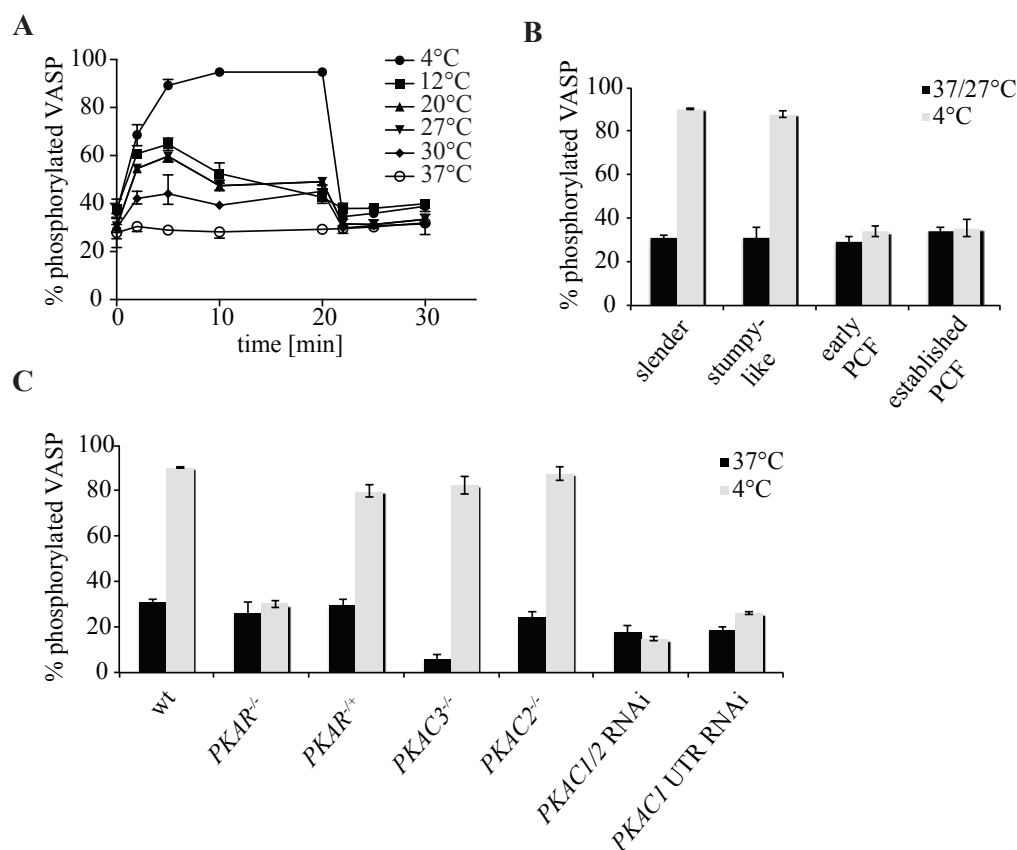 A
% phosphorylated VASP
100
80
60
40
20
0
0
10
20
30
time [min]
4°C
12°C
20°C
27°C
30°C
37°C
B
% phosphorylated VASP
100
80
60
40
20
0
37/27°C
4°C
slender
stumpy-
like
early
PCF
established
PCF
C
% phosphorylated VASP
100
80
60
40
20
0
37°C
4°C
wt
PKAR-/-
PKAR-/+
PKAC3-/-
PKAC2-/-
PKAC1/2 RNAi
PKAC1 UTR RNAi